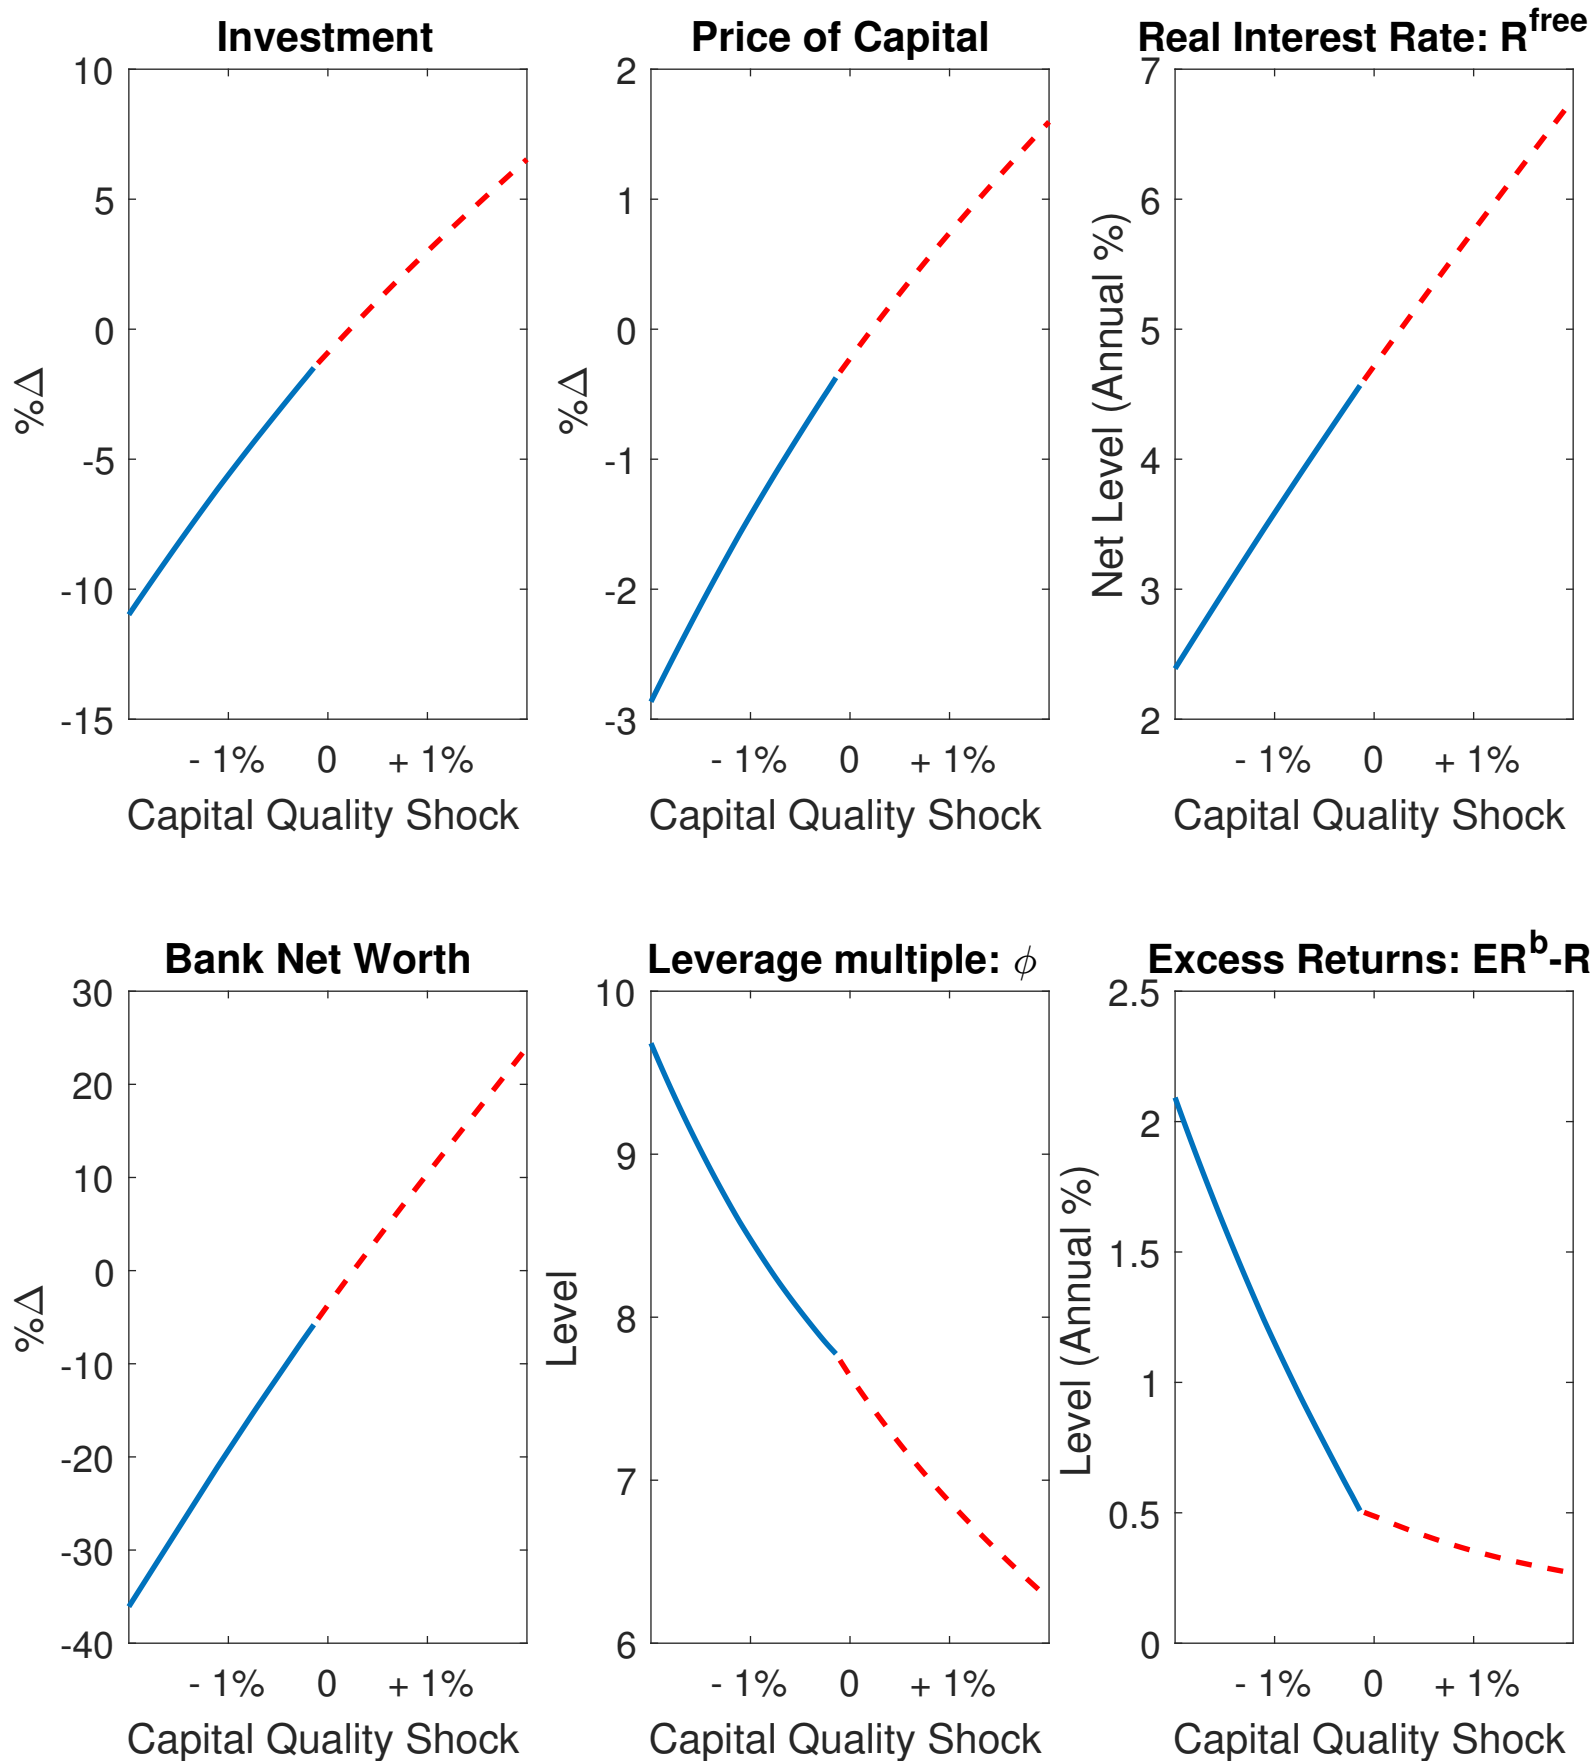 Investment
10
5
0
-5
-10
-15
%Δ
- 1% 0 + 1%
Capital Quality Shock
Price of Capital
2
1
0
-1
-2
-3
%Δ
- 1% 0 + 1%
Capital Quality Shock
Real Interest Rate: R^free
7
6
5
4
3
2
Net Level (Annual %)
- 1% 0 + 1%
Capital Quality Shock
Bank Net Worth
30
20
10
0
-10
-20
-30
-40
%Δ
- 1% 0 + 1%
Capital Quality Shock
Leverage multiple: ϕ
10
9
8
7
6
Level
- 1% 0 + 1%
Capital Quality Shock
Excess Returns: ER^b-R
2.5
2
1.5
1
0.5
0
Level (Annual %)
- 1% 0 + 1%
Capital Quality Shock